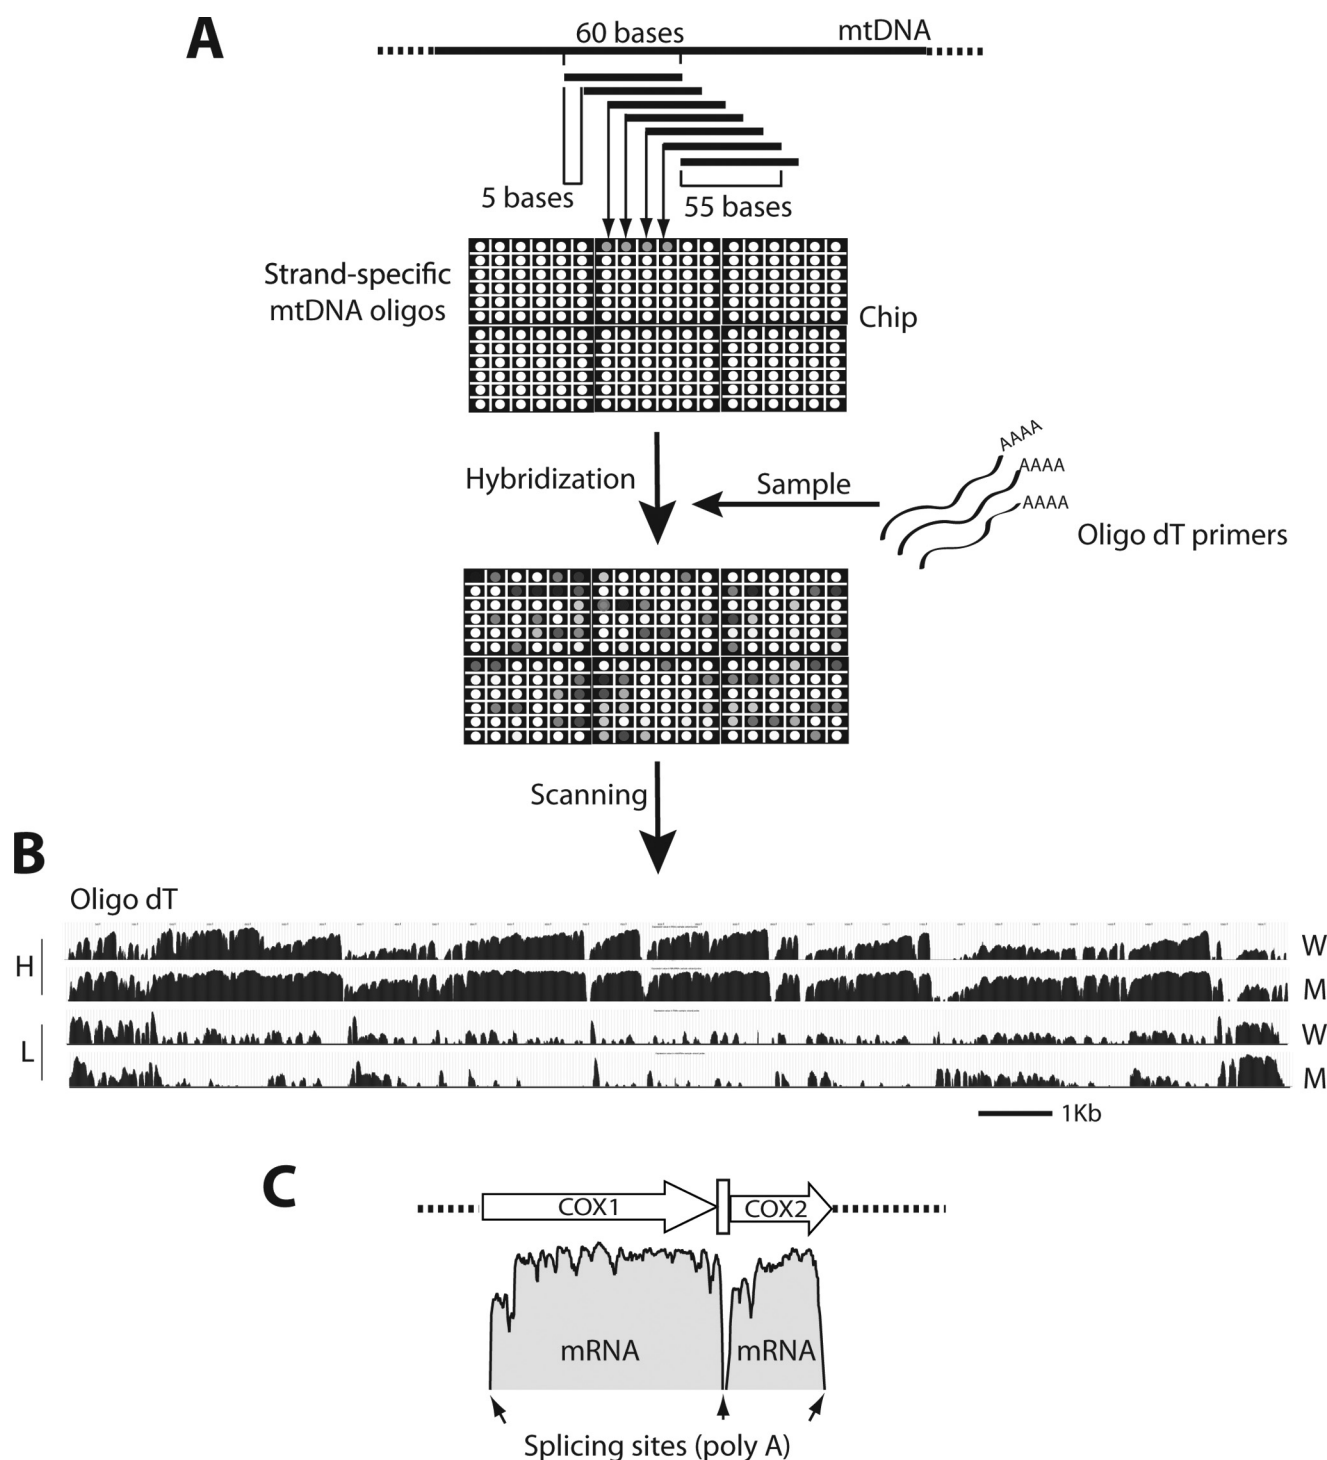 A
60 bases
mtDNA
5 bases
55 bases
Strand-specific
mtDNA oligos
Chip
Hybridization
Sample
AAAA
AAAA
AAAA
Oligo dT primers
Scanning
B
Oligo dT
H
W
M
L
W
M
1Kb
C
COX1
COX2
mRNA
mRNA
Splicing sites (poly A)